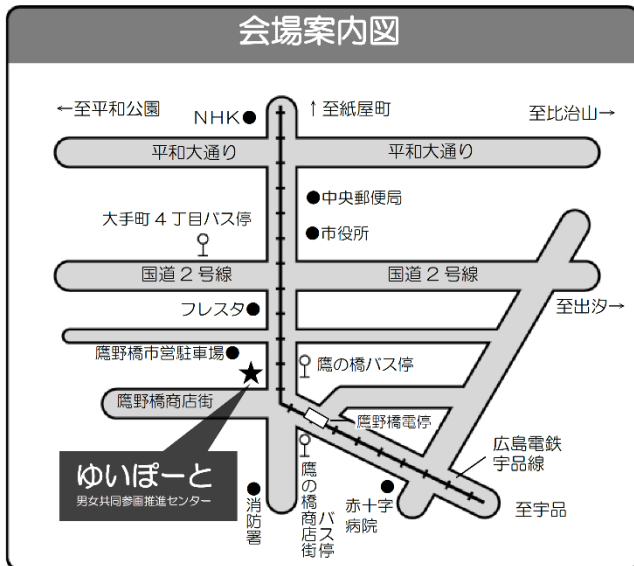 会場案内図
←至平和公園
NHK●
↑至紙屋町
至比治山→
平和大通り
平和大通り
●中央郵便局
大手町4丁目バス停
●市役所
国道2号線
国道2号線
フレスタ●
至出汐→
鷹野橋市営駐車場●
鷹の橋バス停
鷹野橋商店街
鷹野橋電停
広島電鉄
宇品線
ゆいぽーと
男女共同参画推進センター
消防署
鷹の橋商店街
バス停
赤十字
病院
至宇品